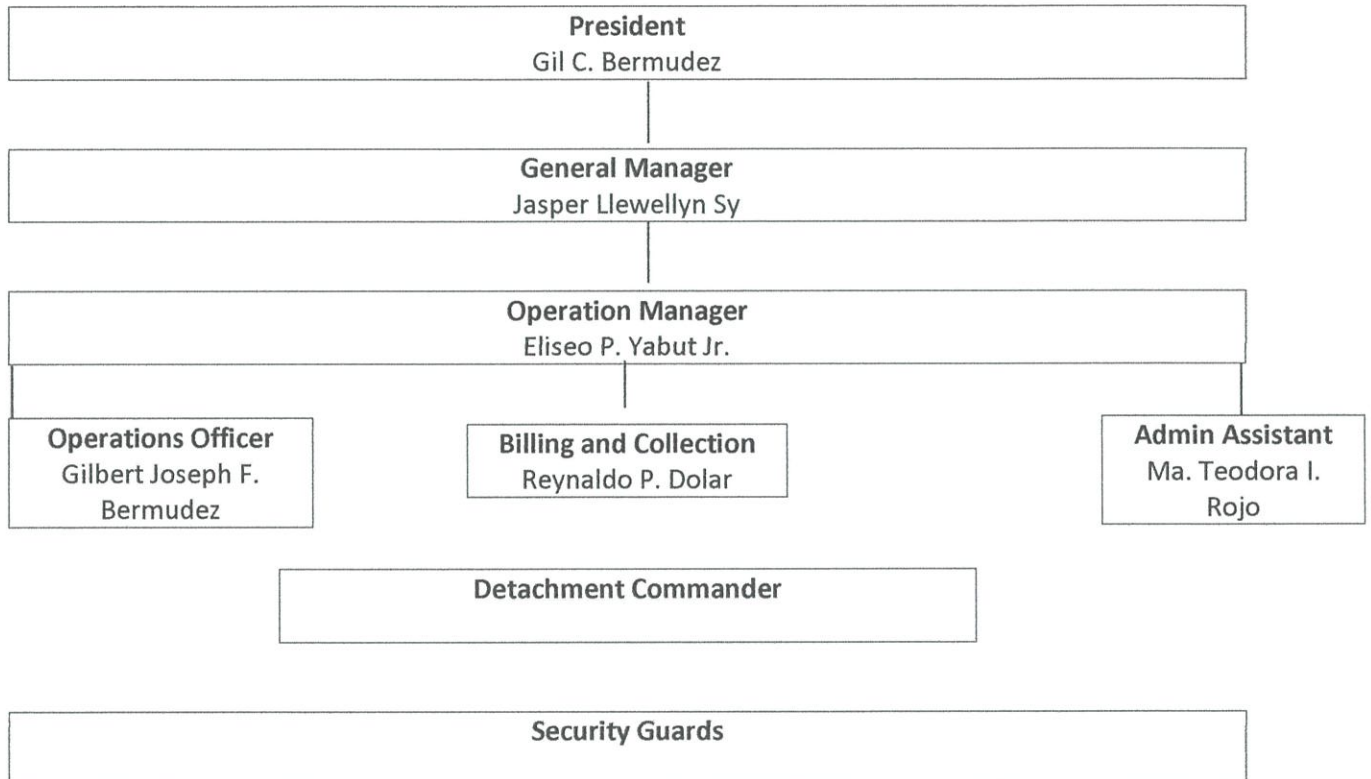 President
Gil C. Bermudez
General Manager
Jasper Llewellyn Sy
Operation Manager
Eliseo P. Yabut Jr.
Operations Officer
Gilbert Joseph F.
Bermudez
Billing and Collection
Reynaldo P. Dolar
Admin Assistant
Ma. Teodora I.
Rojo
Detachment Commander
Security Guards